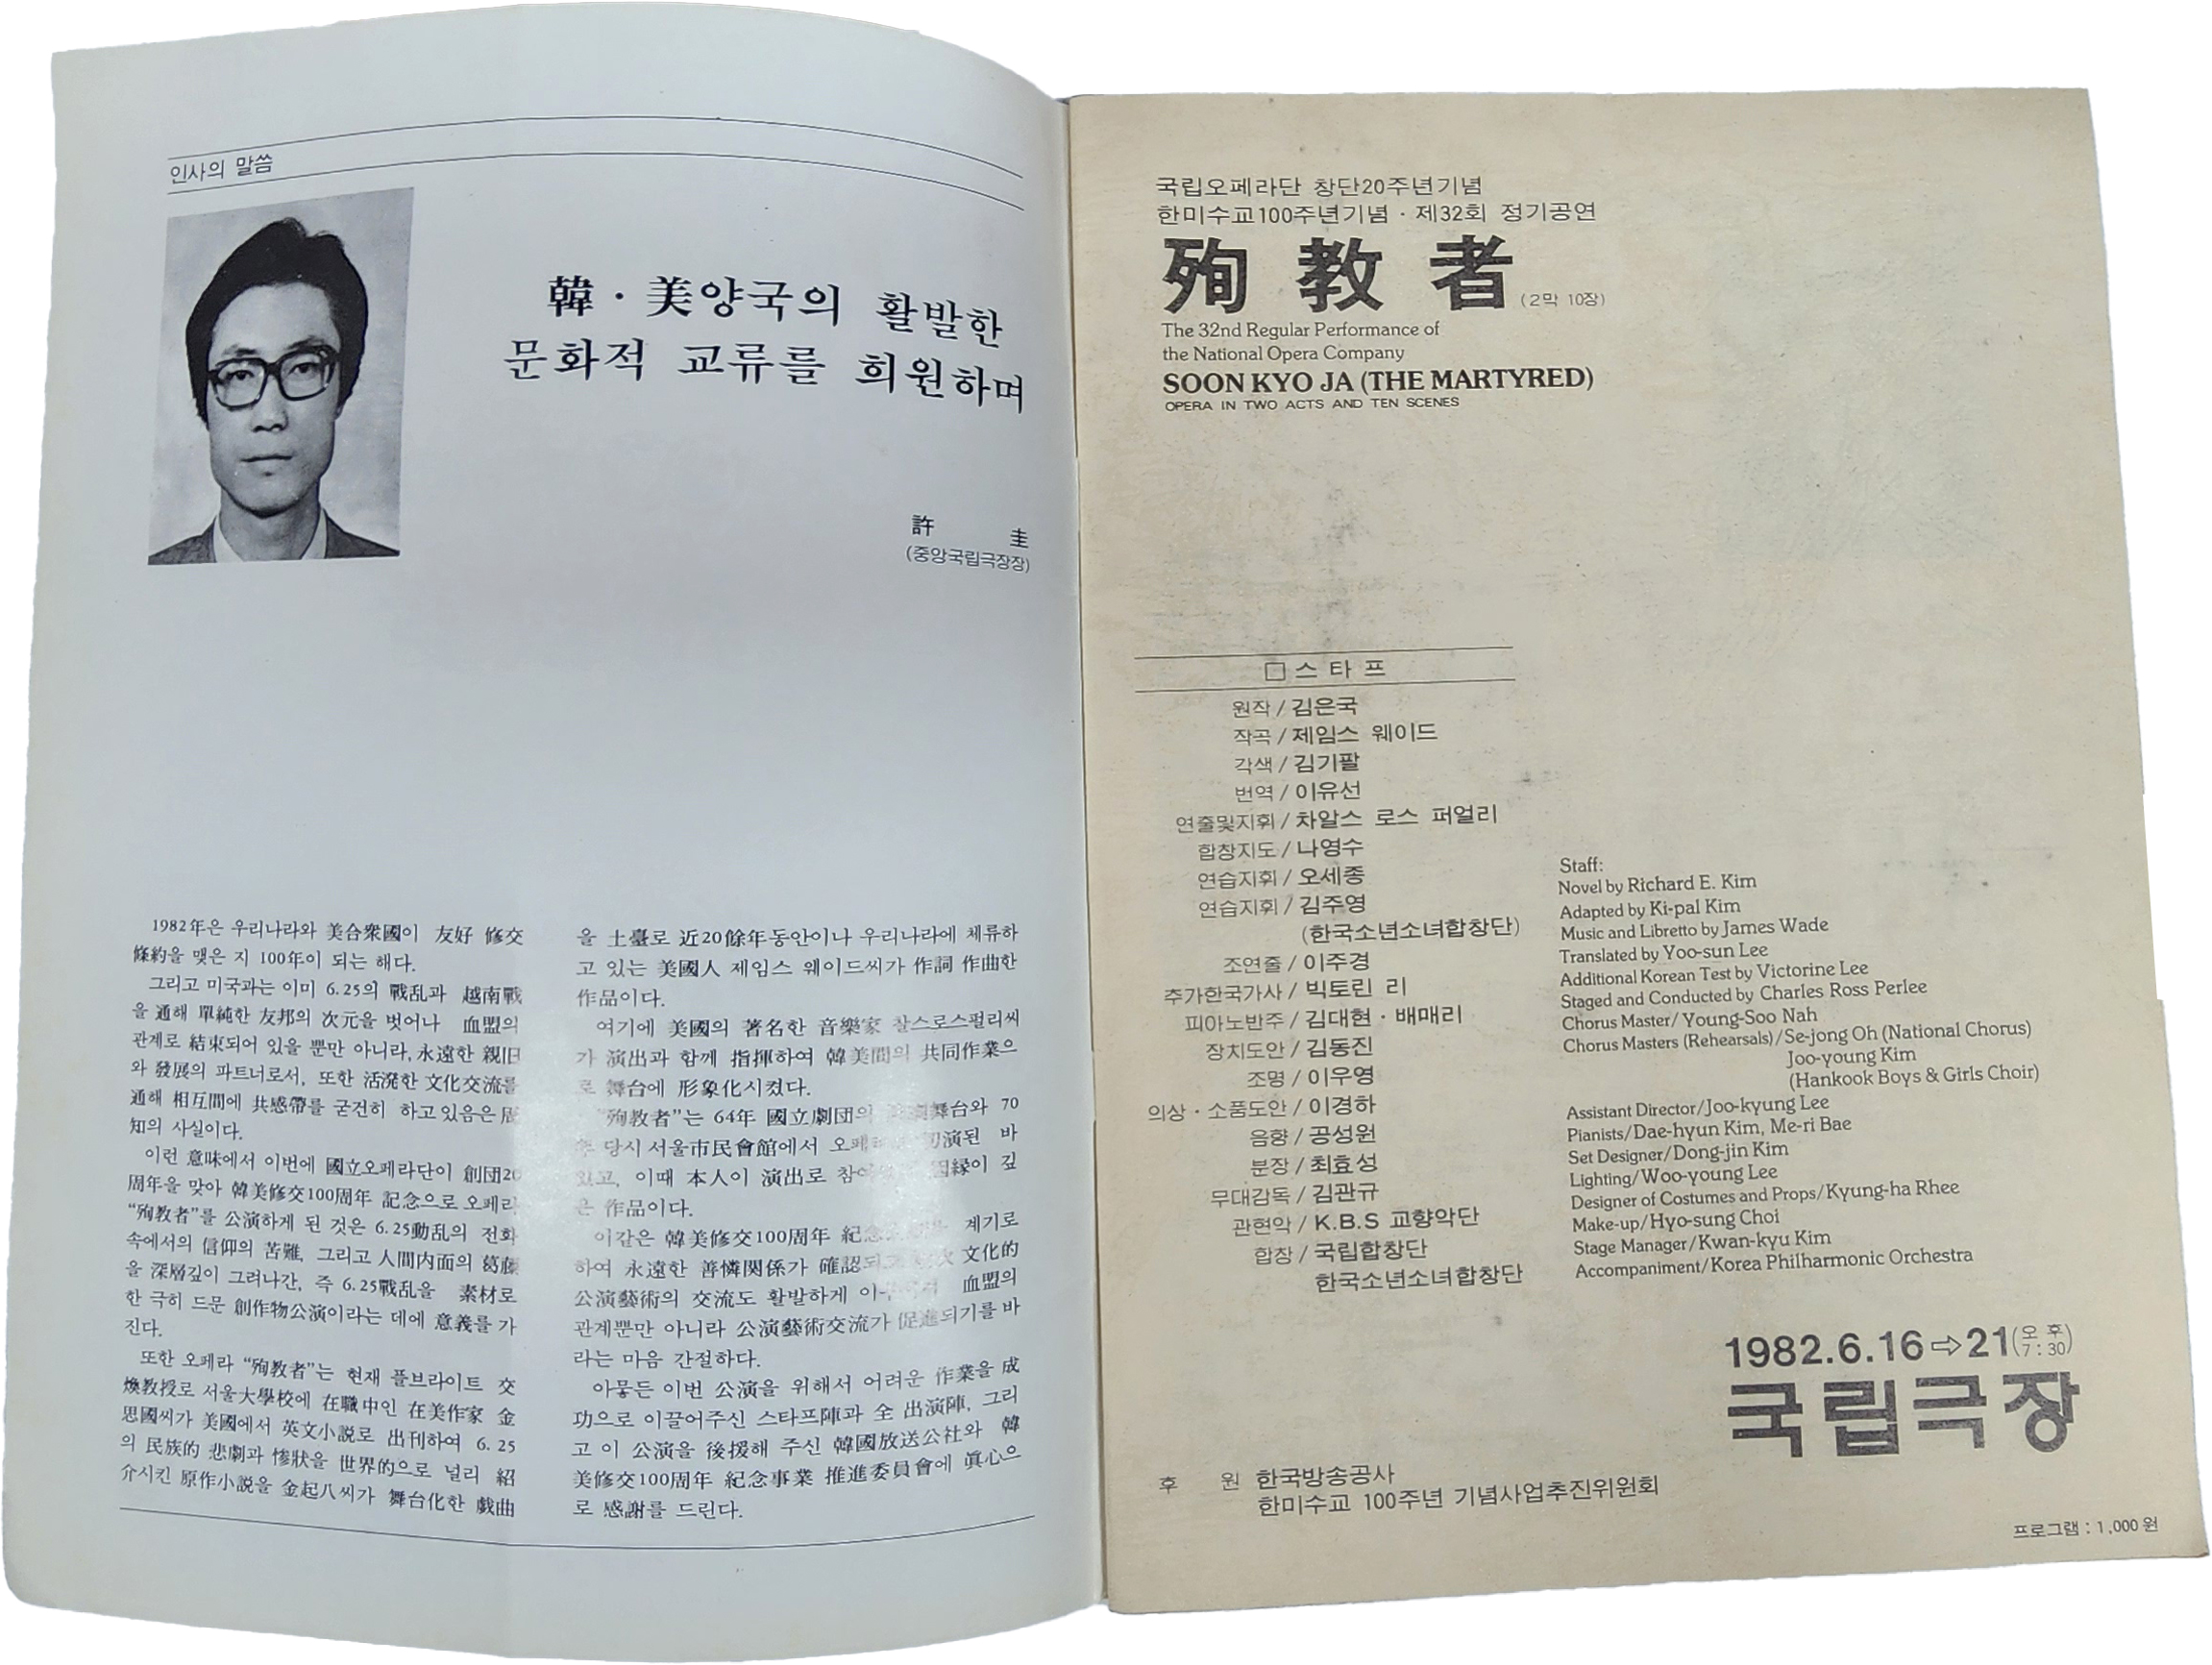 인사의 말씀
韓·美양국의 활발한
문화적 교류를 희원하며
許 圭
(중앙국립극장장)
1982年은 우리나라와 美合衆國이 友好 修交
條約을 맺은 지 100年이 되는 해다.
그리고 미국과는 이미 6.25의 戰乱과 越南戰
을 通해 單純한 友邦의 次元을 벗어나 血盟의
관계로 結束되어 있을 뿐만 아니라, 永遠한 親旧
와 發展의 파트너로서, 또한 活潑한 文化交流를
通해 相互間에 共感帶를 굳건히 하고 있음은 周
知의 사실이다.
이런 意味에서 이번에 國立오페라단이 創団20
周年을 맞아 韓美修交100周年 記念으로 오페라
“殉教者”를 公演하게 된 것은 6.25動乱의 전화
속에서의 信仰의 苦難, 그리고 人間内面의 葛藤
을 深層깊이 그려나간, 즉 6.25戰乱을 素材로
한 극히 드문 創作物公演이라는 데에 意義를 가
진다.
또한 오페라 “殉教者”는 현재 플브라이트 交
煥教授로 서울大學校에 在職中인 在美作家 金
恩國씨가 美國에서 英文小説로 出刊하여 6.25
의 民族的 悲劇과 惨狀을 世界的으로 널리 紹
介시킨 原作小説을 金起八씨가 舞台化한 戯曲
을 土臺로 近20餘年동안이나 우리나라에 체류하
고 있는 美國人 제임스 웨이드씨가 作詞 作曲한
作品이다.
여기에 美國의 著名한 音樂家 찰스로스펄리씨
가 演出과 함께 指揮하여 韓美間의 共同作業으
로 舞台에 形象化시켰다.
“殉教者”는 64年 國立劇団의 舞台와 70
年 당시 서울市民會館에서 오페라 初演된 바
있고, 이때 本人이 演出로 참여 因縁이 깊
은 作品이다.
이같은 韓美修交100周年 紀念 계기로
하여 永遠한 善憐関係가 確認되고 文化的
公演藝術의 交流도 활발하게 血盟의
관계뿐만 아니라 公演藝術交流가 促進되기를 바
라는 마음 간절하다.
아뭏든 이번 公演을 위해서 어려운 作業을 成
功으로 이끌어주신 스타프陣과 全 出演陣, 그리
고 이 公演을 後援해 주신 韓國放送公社와 韓
美修交100周年 紀念事業 推進委員會에 眞心으
로 感謝를 드린다.
국립오페라단 창단20주년기념
한미수교100주년기념·제32회 정기공연
殉教者 (2막 10장)
The 32nd Regular Performance of
the National Opera Company
SOON KYO JA (THE MARTYRED)
OPERA IN TWO ACTS AND TEN SCENES
□스타프
원작/김은국
작곡/제임스 웨이드
각색/김기팔
번역/이유선
연출및지휘/차알스 로스 퍼얼리
합창지도/나영수
연습지휘/오세종
연습지휘/김주영
(한국소년소녀합창단)
조연출/이주경
추가한국가사/빅토린 리
피아노반주/김대현·배매리
장치도안/김동진
조명/이우영
의상·소품도안/이경하
음향/공성원
분장/최효성
무대감독/김관규
관현악/K.B.S 교향악단
합창/국립합창단
한국소년소녀합창단
Staff:
Novel by Richard E. Kim
Adapted by Ki-pal Kim
Music and Libretto by James Wade
Translated by Yoo-sun Lee
Additional Korean Test by Victorine Lee
Staged and Conducted by Charles Ross Perlee
Chorus Master/Young-Soo Nah
Chorus Masters (Rehearsals)/Se-jong Oh (National Chorus)
Joo-young Kim
(Hankook Boys & Girls Choir)
Assistant Director/Joo-kyung Lee
Pianists/Dae-hyun Kim, Me-ri Bae
Set Designer/Dong-jin Kim
Lighting/Woo-young Lee
Designer of Costumes and Props/Kyung-ha Rhee
Make-up/Hyo-sung Choi
Stage Manager/Kwan-kyu Kim
Accompaniment/Korea Philharmonic Orchestra
1982.6.16⇨21(오후 7:30)
국립극장
후 원 한국방송공사
한미수교 100주년 기념사업추진위원회
프로그램:1,000원